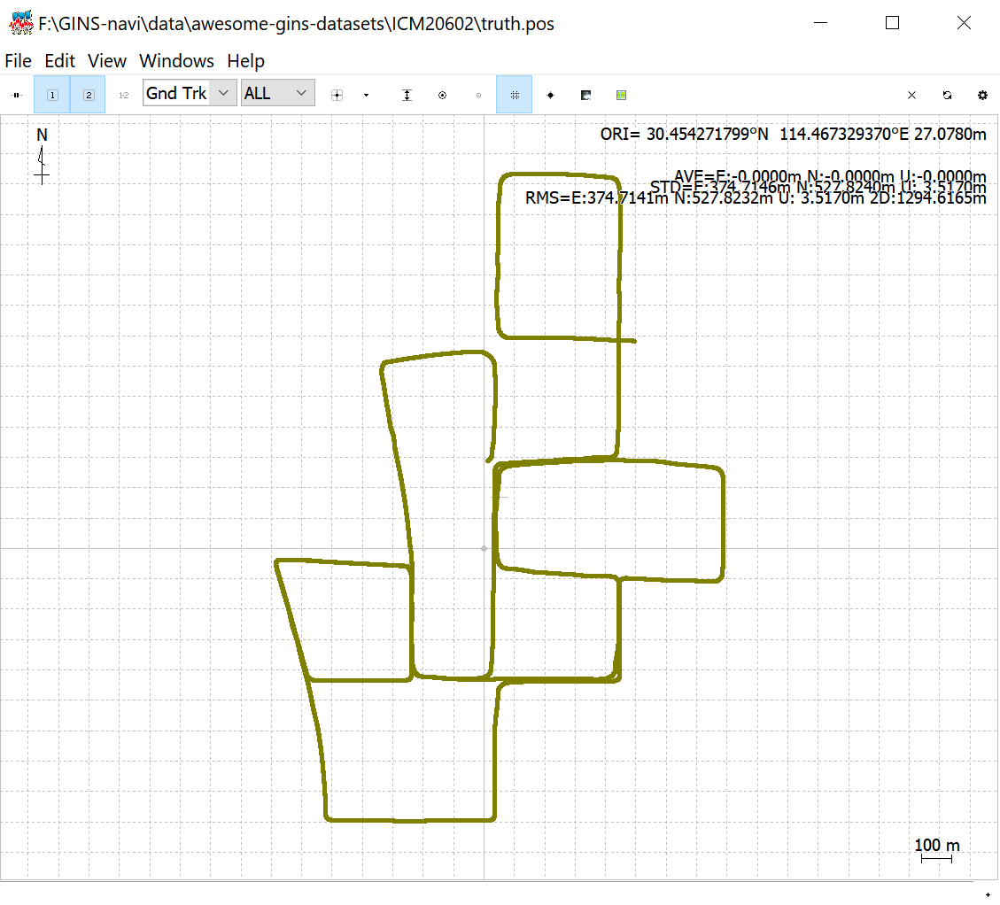 F:\GINS-navi\data\awesome-gins-datasets\ICM20602\truth.pos
File Edit View Windows Help
1 2 1-2 Gnd Trk ALL
N
ORI= 30.454271799°N 114.467329370°E 27.0780m
AVE=E:-0.0000m N:-0.0000m U:-0.0000m
STD=E:374.7146m N:527.8240m U: 3.5170m
RMS=E:374.7141m N:527.8232m U: 3.5170m 2D:1294.6165m
100 m